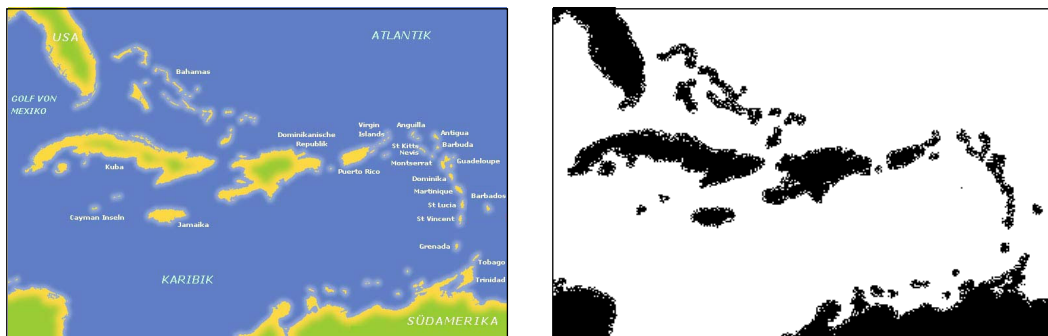 USA
ATLANTIK
Bahamas
GOLF VON
MEXIKO
Virgin
Islands
Anguilla
Dominikanische
Republik
Antigua
St Kitts
Nevis
Barbuda
Montserrat
Guadeloupe
Kuba
Puerto Rico
Dominika
Martinique
Barbados
St Lucia
Cayman Inseln
Jamaika
St Vincent
Grenada
Tobago
KARIBIK
Trinidad
SÜDAMERIKA